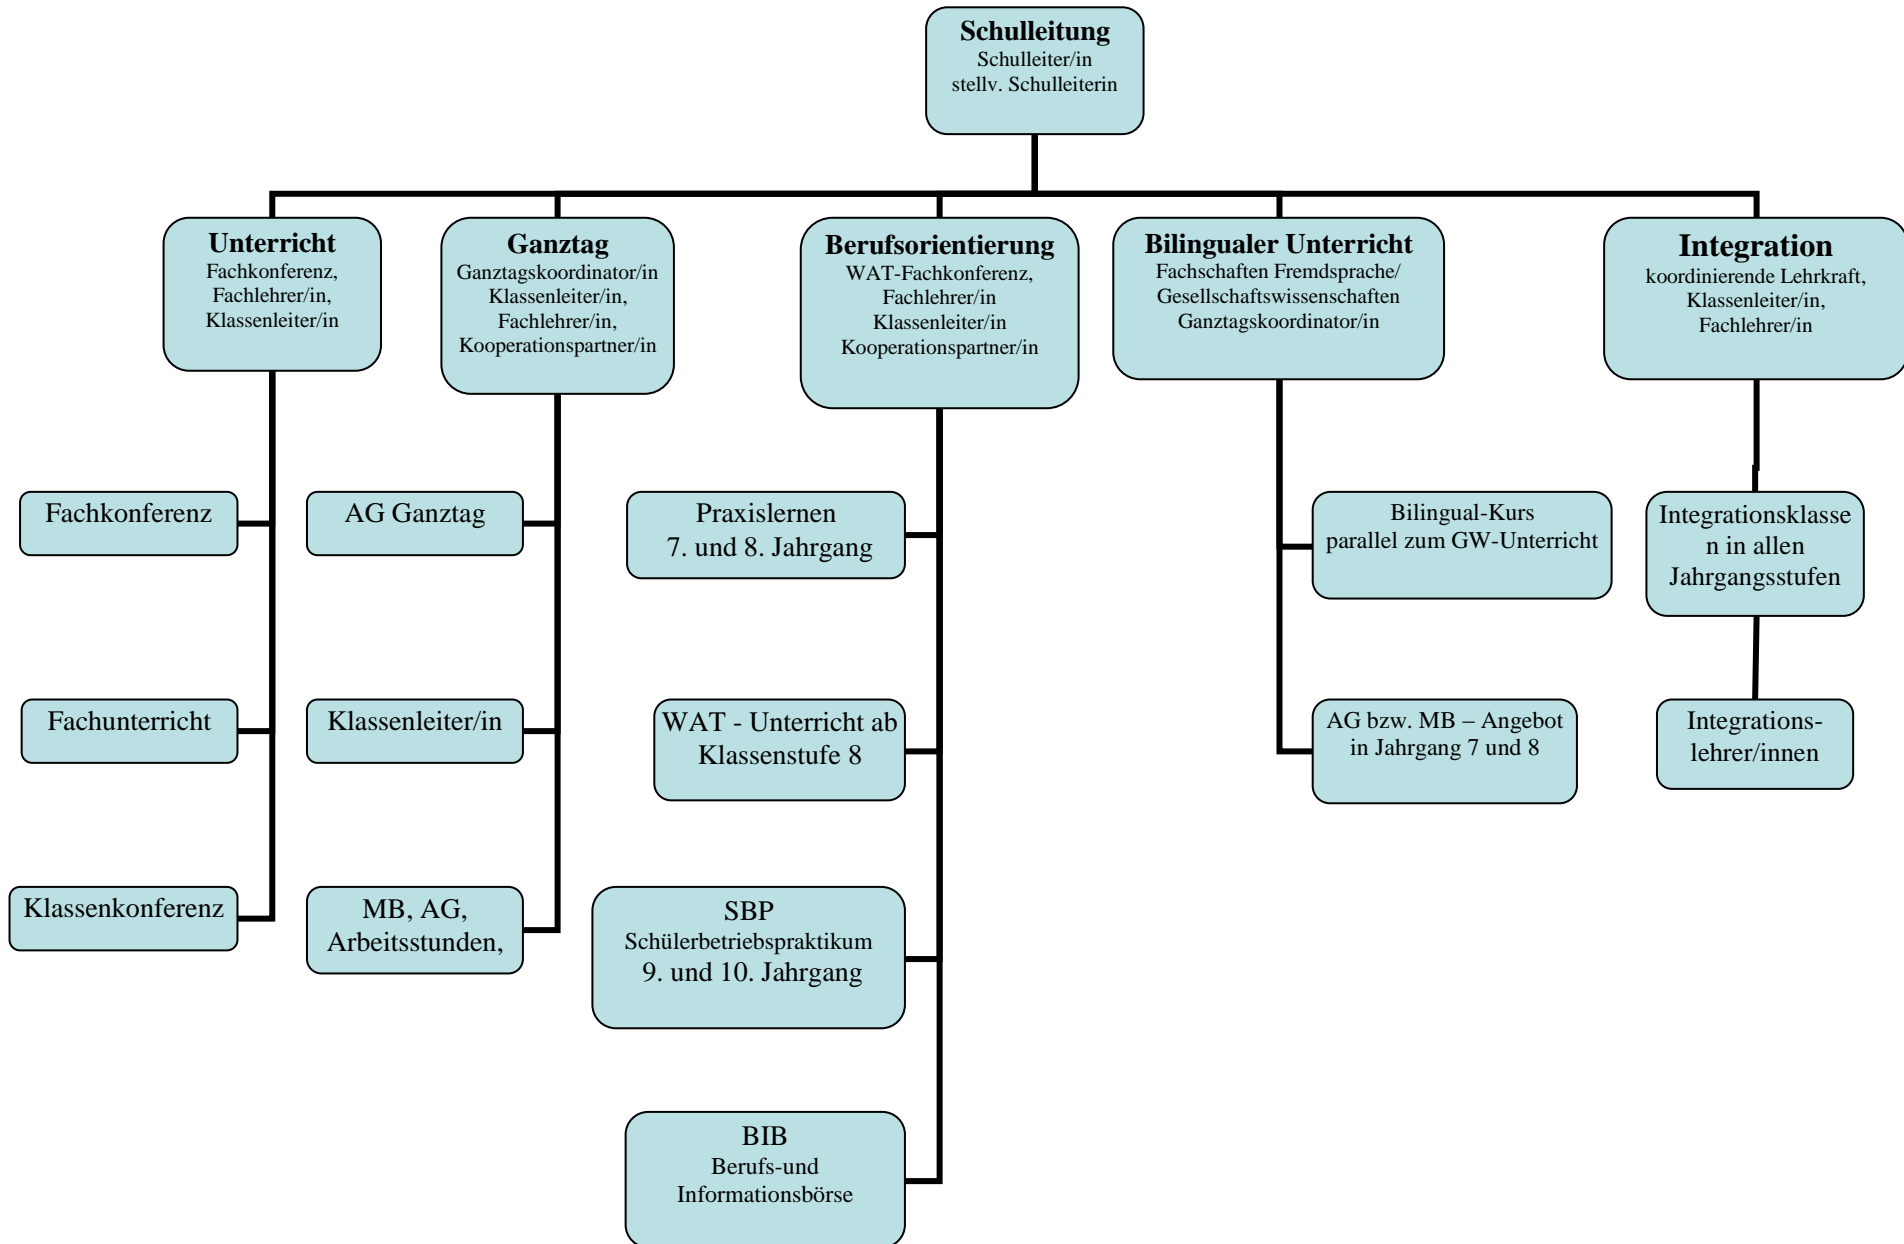 Schulleitung
Schulleiter/in
stellv. Schulleiterin
Unterricht
Fachkonferenz,
Fachlehrer/in,
Klassenleiter/in
Ganztag
Ganztagskoordinator/in
Klassenleiter/in,
Fachlehrer/in,
Kooperationspartner/in
Berufsorientierung
WAT-Fachkonferenz,
Fachlehrer/in
Klassenleiter/in
Kooperationspartner/in
Bilingualer Unterricht
Fachschaften Fremdsprache/
Gesellschaftswissenschaften
Ganztagskoordinator/in
Integration
koordinierende Lehrkraft,
Klassenleiter/in,
Fachlehrer/in
Fachkonferenz
Fachunterricht
Klassenkonferenz
AG Ganztag
Klassenleiter/in
MB, AG,
Arbeitsstunden,
Praxislernen
7. und 8. Jahrgang
WAT - Unterricht ab
Klassenstufe 8
SBP
Schülerbetriebspraktikum
9. und 10. Jahrgang
BIB
Berufs-und
Informationsbörse
Bilingual-Kurs
parallel zum GW-Unterricht
AG bzw. MB – Angebot
in Jahrgang 7 und 8
Integrationsklasse
n in allen
Jahrgangsstufen
Integrations-
lehrer/innen